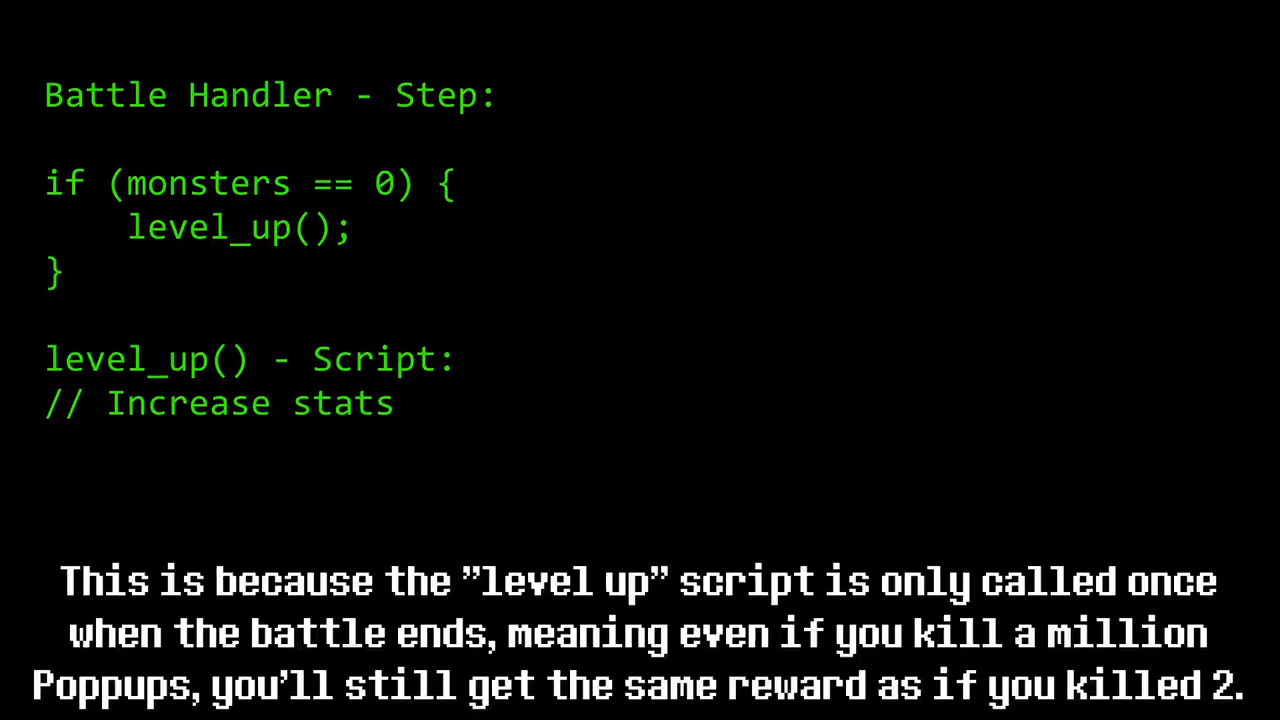 Battle Handler - Step:
if (monsters == 0) {
    level_up();
}
level_up() - Script:
// Increase stats
This is because the "level up" script is only called once
when the battle ends, meaning even if you kill a million
Poppups, you'll still get the same reward as if you killed 2.